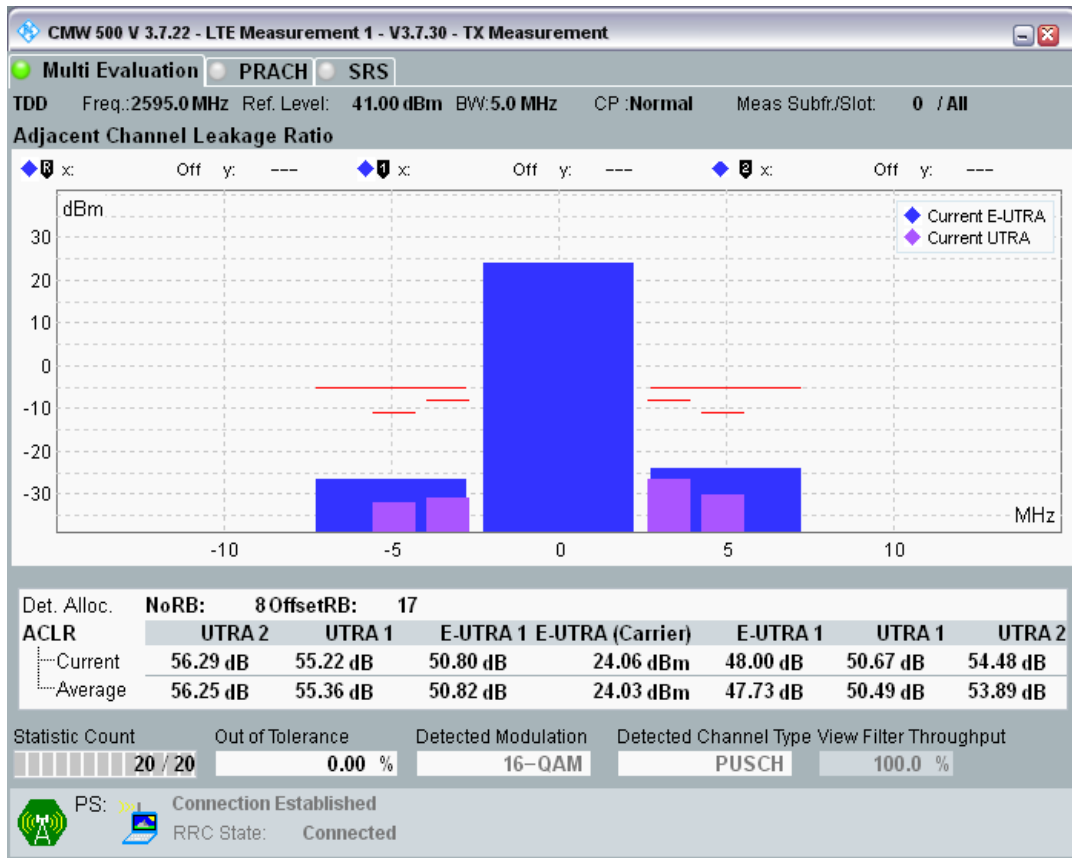 CMW 500 V 3.7.22 - LTE Measurement 1 - V3.7.30 - TX Measurement
Multi Evaluation PRACH SRS
TDD Freq.:2595.0 MHz Ref. Level: 41.00 dBm BW:5.0 MHz CP :Normal Meas Subfr./Slot: 0 / All
Adjacent Channel Leakage Ratio
R x: Off y: --- 1 x: Off y: --- 2 x: Off y: ---
dBm
Current E-UTRA
Current UTRA
30
20
10
0
-10
-20
-30
MHz
-10 -5 0 5 10
Det. Alloc. NoRB: 8 OffsetRB: 17
ACLR UTRA 2 UTRA 1 E-UTRA 1 E-UTRA (Carrier) E-UTRA 1 UTRA 1 UTRA 2
Current 56.29 dB 55.22 dB 50.80 dB 24.06 dBm 48.00 dB 50.67 dB 54.48 dB
Average 56.25 dB 55.36 dB 50.82 dB 24.03 dBm 47.73 dB 50.49 dB 53.89 dB
Statistic Count Out of Tolerance Detected Modulation Detected Channel Type View Filter Throughput
20 / 20 0.00 % 16-QAM PUSCH 100.0 %
PS: Connection Established
RRC State: Connected